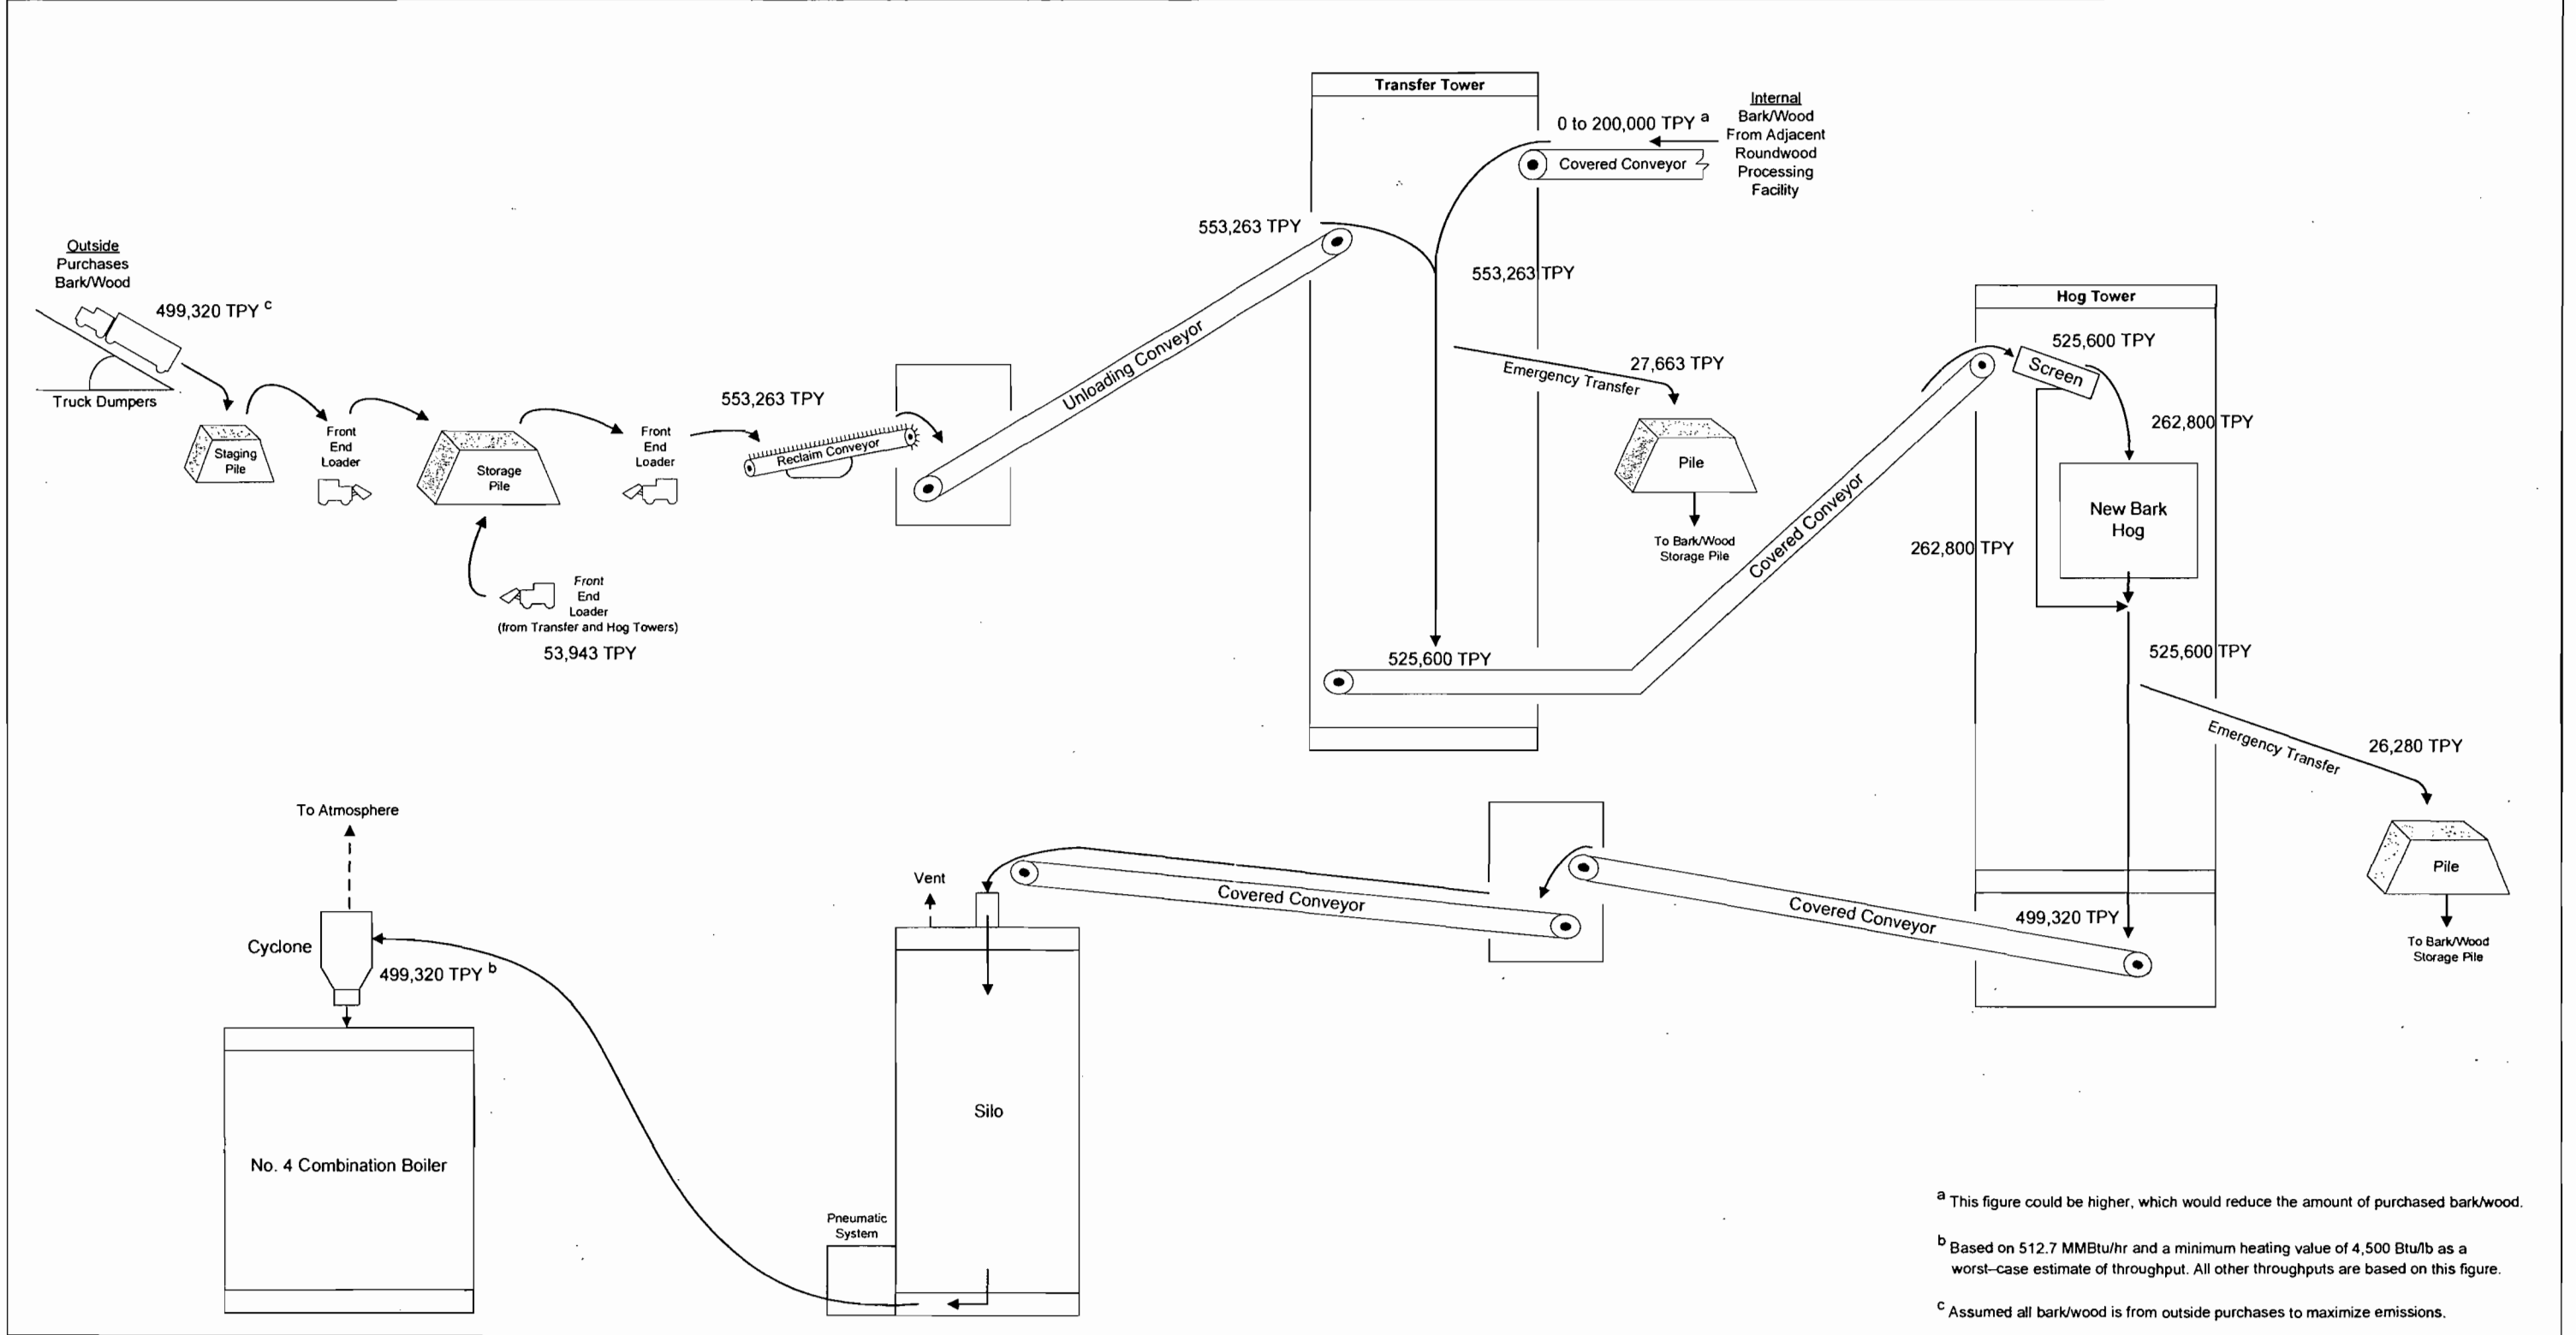 Transfer Tower
Internal
Bark/Wood
From Adjacent
Roundwood
Processing
Facility
0 to 200,000 TPY a
Covered Conveyor
553,263 TPY
553,263 TPY
Outside
Purchases
Bark/Wood
499,320 TPY c
Truck Dumpers
Staging
Pile
Front
End
Loader
Storage
Pile
Front
End
Loader
553,263 TPY
Reclaim Conveyor
Unloading Conveyor
Front
End
Loader
(from Transfer and Hog Towers)
53,943 TPY
Emergency Transfer
27,663 TPY
Pile
To Bark/Wood
Storage Pile
525,600 TPY
Covered Conveyor
Hog Tower
525,600 TPY
Screen
262,800 TPY
New Bark
Hog
262,800 TPY
525,600 TPY
Emergency Transfer
26,280 TPY
Pile
To Bark/Wood
Storage Pile
499,320 TPY
Covered Conveyor
Covered Conveyor
Vent
Silo
Pneumatic
System
To Atmosphere
Cyclone
499,320 TPY b
No. 4 Combination Boiler
a This figure could be higher, which would reduce the amount of purchased bark/wood.
b Based on 512.7 MMBtu/hr and a minimum heating value of 4,500 Btu/lb as a
worst–case estimate of throughput. All other throughputs are based on this figure.
c Assumed all bark/wood is from outside purchases to maximize emissions.